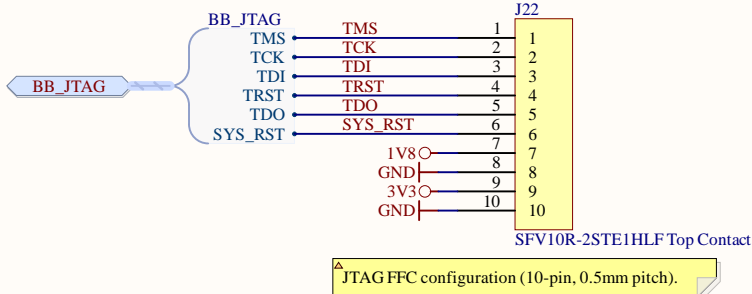 J22
BB_JTAG
TMS TMS 1 1
TCK TCK 2 2
TDI TDI 3 3
TRST TRST 4 4
TDO TDO 5 5
SYS_RST SYS_RST 6 6
BB_JTAG
1V8 7 7
GND 8 8
3V3 9 9
GND 10 10
SFV10R-2STE1HLF Top Contact
JTAG FFC configuration (10-pin, 0.5mm pitch).